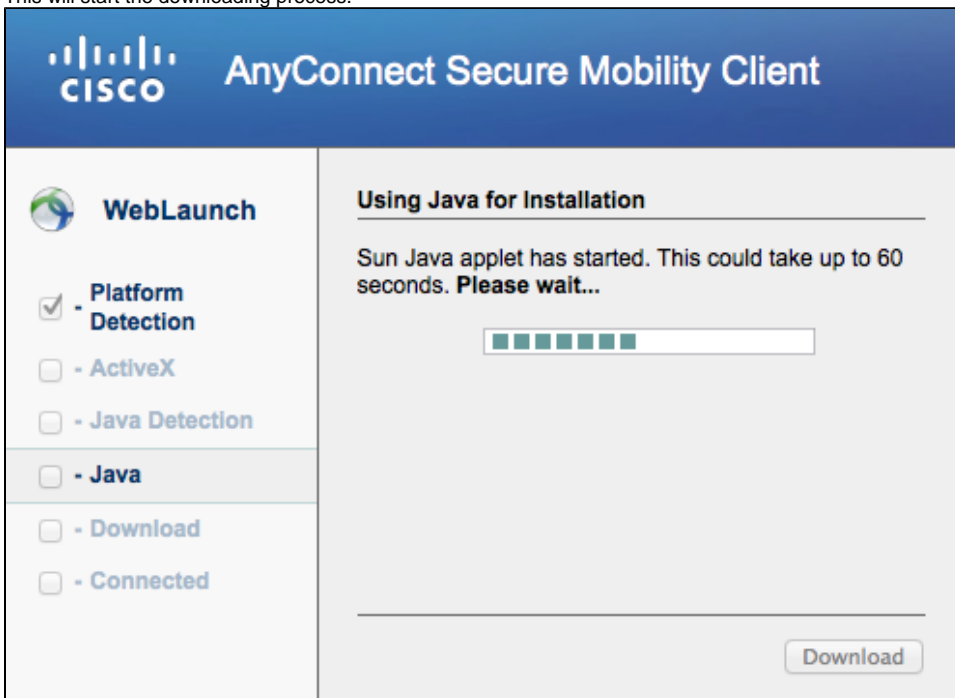 This will start the downloading process.
CISCO
AnyConnect Secure Mobility Client
WebLaunch
Using Java for Installation
Sun Java applet has started. This could take up to 60
seconds. Please wait...
- Platform
Detection
- ActiveX
- Java Detection
- Java
- Download
- Connected
Download